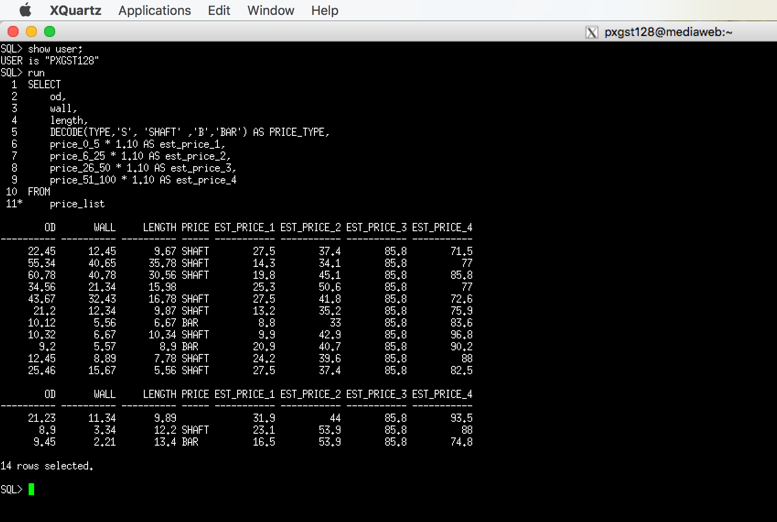 XQuartz Applications Edit Window Help
pxgst128@mediaweb:~
SQL> show user;
USER is "PXGST128"
SQL> run
1 SELECT
2 od,
3 wall,
4 length,
5 DECODE(TYPE,'S', 'SHAFT' ,'B','BAR') AS PRICE_TYPE,
6 price_0_5 * 1.10 AS est_price_1,
7 price_6_25 * 1.10 AS est_price_2,
8 price_26_50 * 1.10 AS est_price_3,
9 price_51_100 * 1.10 AS est_price_4
10 FROM
11* price_list
OD WALL LENGTH PRICE EST_PRICE_1 EST_PRICE_2 EST_PRICE_3 EST_PRICE_4
---------- ---------- ---------- ----- ----------- ----------- ----------- -----------
22.45 12.45 9.67 SHAFT 27.5 37.4 85.8 71.5
55.34 40.65 35.78 SHAFT 14.3 34.1 85.8 77
60.78 40.78 30.56 SHAFT 19.8 45.1 85.8 85.8
34.56 21.34 15.98 25.3 50.6 85.8 77
43.67 32.43 16.78 SHAFT 27.5 41.8 85.8 72.6
21.2 12.34 9.87 SHAFT 13.2 35.2 85.8 75.9
10.12 5.56 6.67 BAR 8.8 33 85.8 83.6
10.32 6.67 10.34 SHAFT 9.9 42.9 85.8 96.8
9.2 5.57 8.9 BAR 20.9 40.7 85.8 90.2
12.45 8.89 7.78 SHAFT 24.2 39.6 85.8 88
25.46 15.67 5.56 SHAFT 27.5 37.4 85.8 82.5
OD WALL LENGTH PRICE EST_PRICE_1 EST_PRICE_2 EST_PRICE_3 EST_PRICE_4
---------- ---------- ---------- ----- ----------- ----------- ----------- -----------
21.23 11.34 9.89 31.9 44 85.8 93.5
8.9 3.34 12.2 SHAFT 23.1 53.9 85.8 88
9.45 2.21 13.4 BAR 16.5 53.9 85.8 74.8
14 rows selected.
SQL>